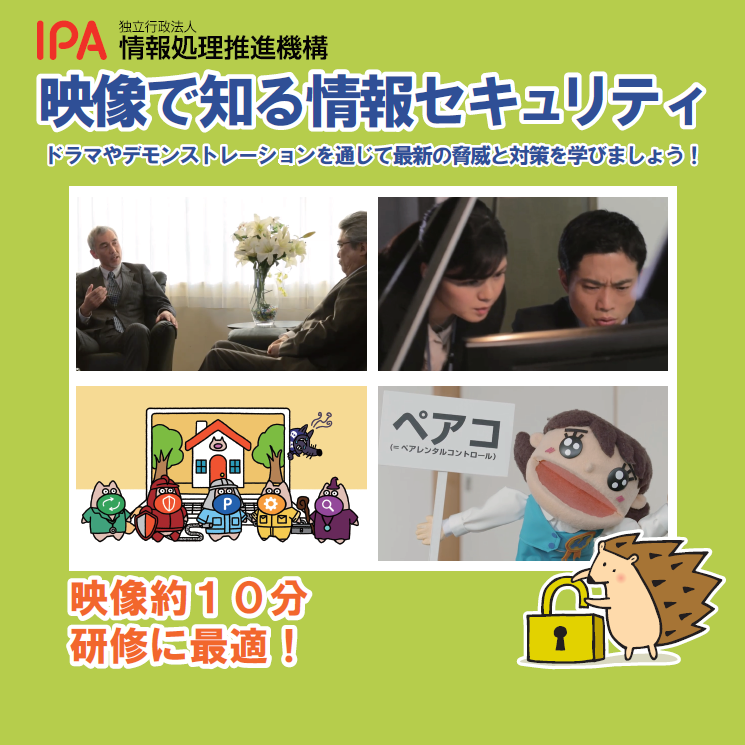 IPA
独立行政法人
情報処理推進機構
映像で知る情報セキュリティ
ドラマやデモンストレーションを通じて最新の脅威と対策を学びましょう！
ペアコ
(＝ペアレンタルコントロール)
P
映像約１０分
研修に最適！